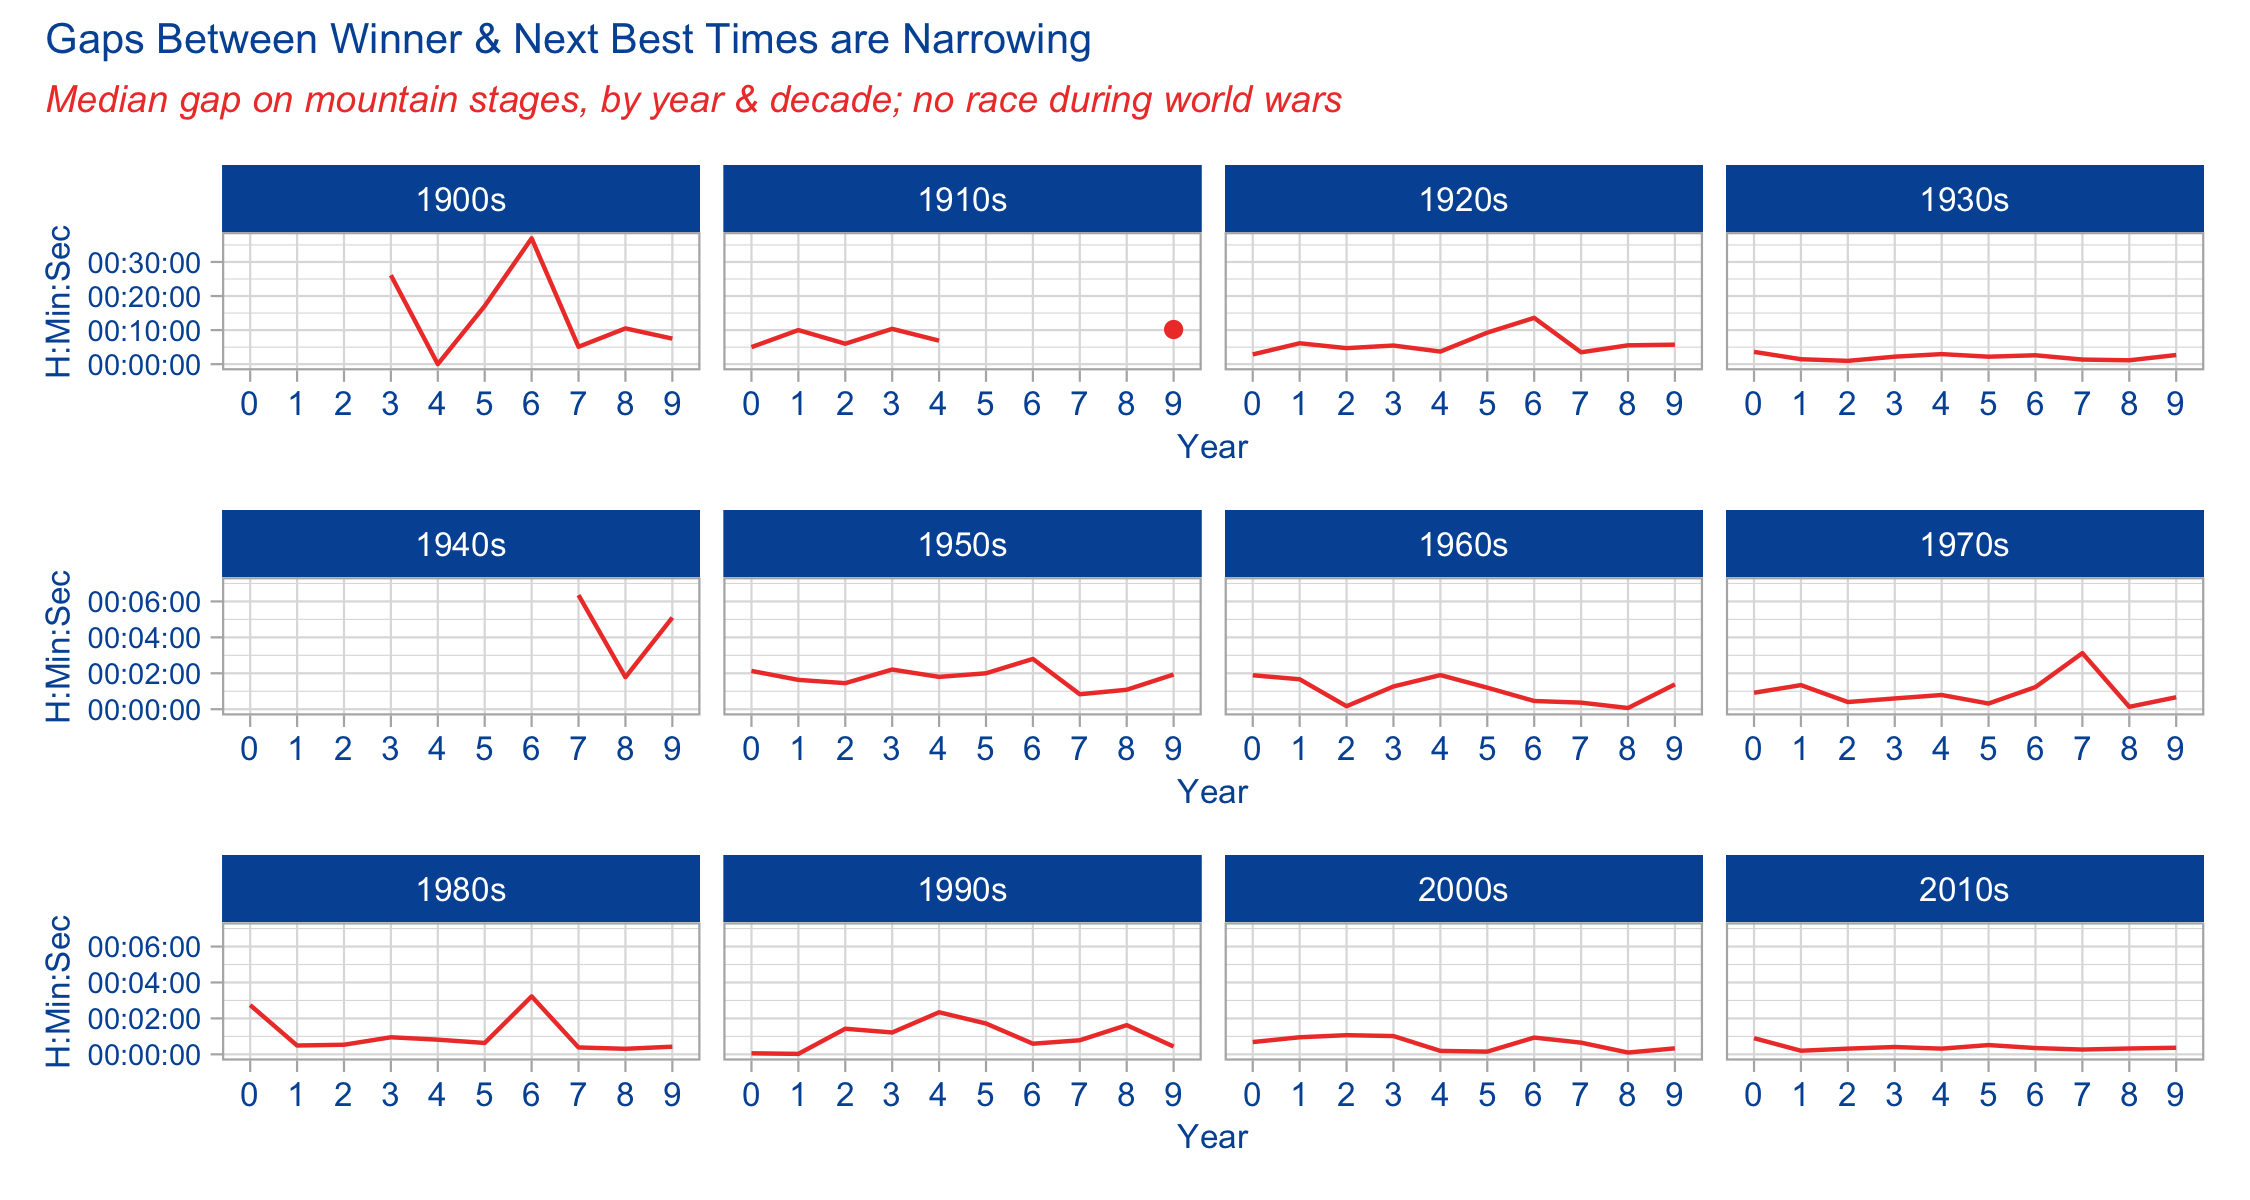 Gaps Between Winner & Next Best Times are Narrowing
Median gap on mountain stages, by year & decade; no race during world wars
1900s 1910s 1920s 1930s
H:Min:Sec
00:30:00
00:20:00
00:10:00
00:00:00
0 1 2 3 4 5 6 7 8 9 0 1 2 3 4 5 6 7 8 9 0 1 2 3 4 5 6 7 8 9 0 1 2 3 4 5 6 7 8 9
Year
1940s 1950s 1960s 1970s
H:Min:Sec
00:06:00
00:04:00
00:02:00
00:00:00
0 1 2 3 4 5 6 7 8 9 0 1 2 3 4 5 6 7 8 9 0 1 2 3 4 5 6 7 8 9 0 1 2 3 4 5 6 7 8 9
Year
1980s 1990s 2000s 2010s
H:Min:Sec
00:06:00
00:04:00
00:02:00
00:00:00
0 1 2 3 4 5 6 7 8 9 0 1 2 3 4 5 6 7 8 9 0 1 2 3 4 5 6 7 8 9 0 1 2 3 4 5 6 7 8 9
Year